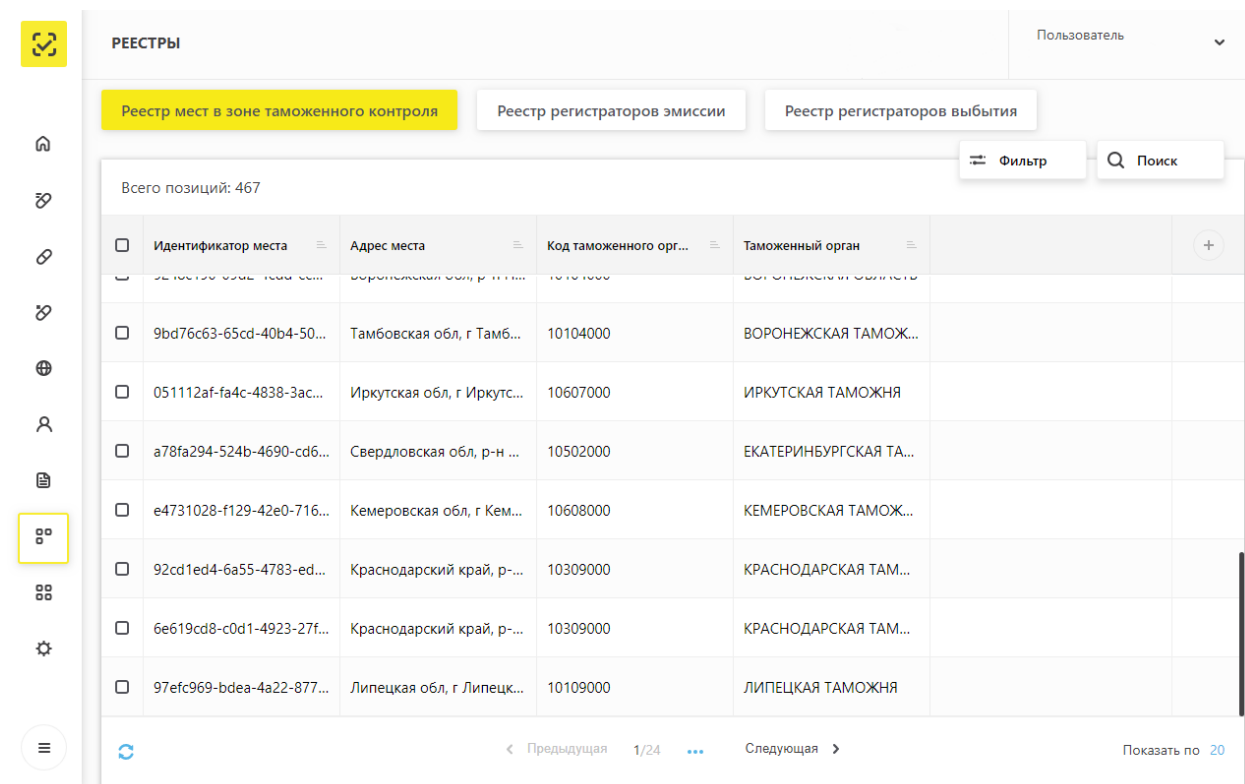 РЕЕСТРЫ
Пользователь
Реестр мест в зоне таможенного контроля Реестр регистраторов эмиссии Реестр регистраторов выбытия
Фильтр Поиск
Всего позиций: 467
Идентификатор места Адрес места Код таможенного орг... Таможенный орган
9bd76c63-65cd-40b4-50... Тамбовская обл, г Тамб... 10104000 ВОРОНЕЖСКАЯ ТАМОЖ...
051112af-fa4c-4838-3ac... Иркутская обл, г Иркутс... 10607000 ИРКУТСКАЯ ТАМОЖНЯ
a78fa294-524b-4690-cd6... Свердловская обл, р-н ... 10502000 ЕКАТЕРИНБУРГСКАЯ ТА...
e4731028-f129-42e0-716... Кемеровская обл, г Кем... 10608000 КЕМЕРОВСКАЯ ТАМОЖ...
92cd1ed4-6a55-4783-ed... Краснодарский край, р-... 10309000 КРАСНОДАРСКАЯ ТАМ...
6e619cd8-c0d1-4923-27f... Краснодарский край, р-... 10309000 КРАСНОДАРСКАЯ ТАМ...
97efc969-bdea-4a22-877... Липецкая обл, г Липецк... 10109000 ЛИПЕЦКАЯ ТАМОЖНЯ
Предыдущая 1/24 ... Следующая Показать по 20